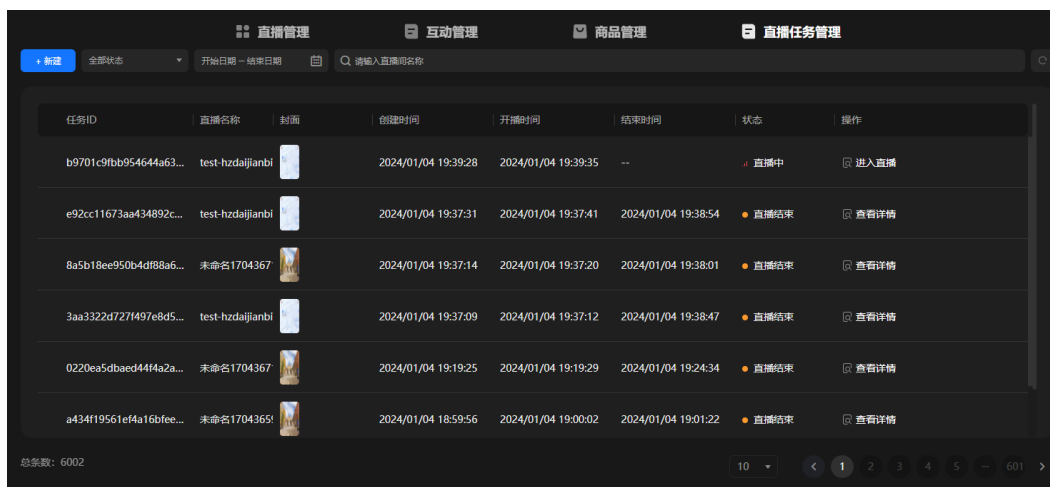 直播管理 互动管理 商品管理 直播任务管理
+ 新建 全部状态 开始日期 – 结束日期 请输入直播间名称
任务ID 直播名称 封面 创建时间 开播时间 结束时间 状态 操作
b9701c9fbb954644a63... test-hzdaijianbi 2024/01/04 19:39:28 2024/01/04 19:39:35 -- 直播中 进入直播
e92cc11673aa434892c... test-hzdaijianbi 2024/01/04 19:37:31 2024/01/04 19:37:41 2024/01/04 19:38:54 直播结束 查看详情
8a5b18ee950b4df88a6... 未命名1704367 2024/01/04 19:37:14 2024/01/04 19:37:20 2024/01/04 19:38:01 直播结束 查看详情
3aa3322d727f497e8d5... test-hzdaijianbi 2024/01/04 19:37:09 2024/01/04 19:37:12 2024/01/04 19:38:47 直播结束 查看详情
0220ea5dbaed44f4a2a... 未命名1704367 2024/01/04 19:19:25 2024/01/04 19:19:29 2024/01/04 19:24:34 直播结束 查看详情
a434f19561ef4a16bfee... 未命名1704365 2024/01/04 18:59:56 2024/01/04 19:00:02 2024/01/04 19:01:22 直播结束 查看详情
总条数: 6002 10 < 1 2 3 4 5 ··· 601 >